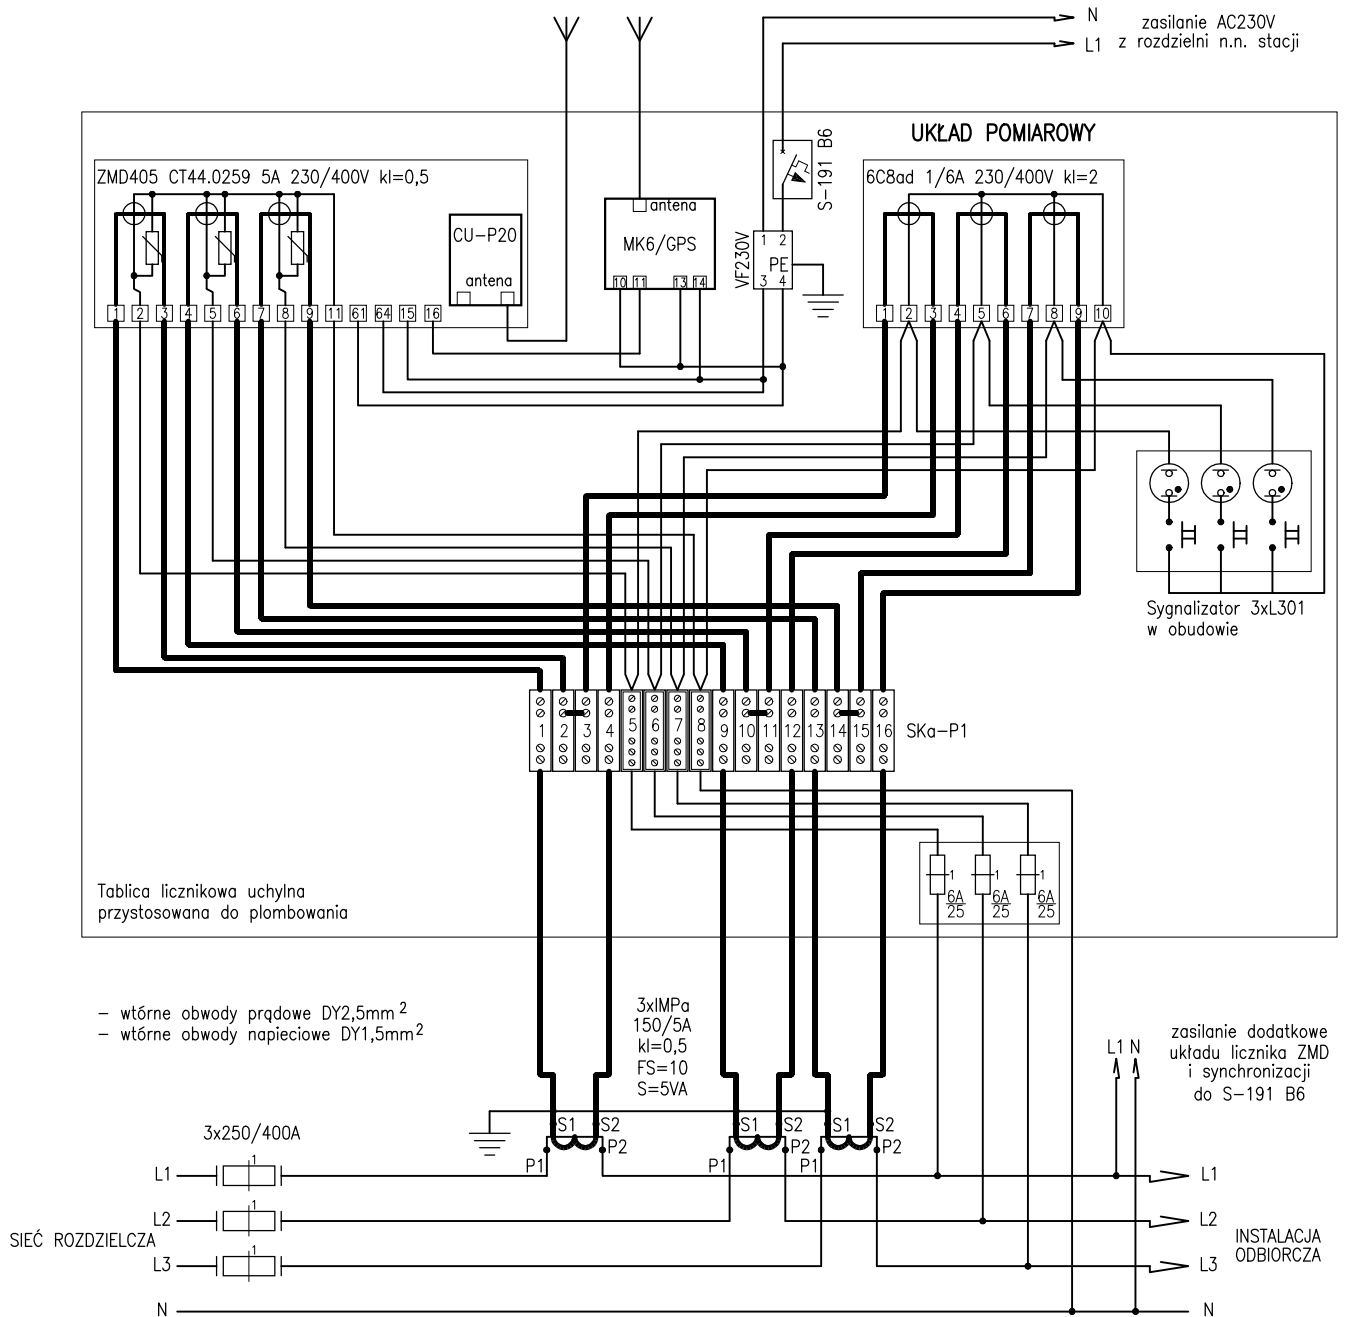 N
L1
zasilanie AC230V
z rozdzielni n.n. stacji
UKŁAD POMIAROWY
S-191 B6
ZMD405 CT44.0259 5A 230/400V kl=0,5
CU-P20
antena
antena
MK6/GPS
10 11 13 14
VF230V
1 2
PE
3 4
6C8ad 1/6A 230/400V kl=2
1 2 3 4 5 6 7 8 9 11 61 64 15 16
1 2 3 4 5 6 7 8 9 10
Sygnalizator 3xL301
w obudowie
1 2 3 4 5 6 7 8 9 10 11 12 13 14 15 16
SKa-P1
1 1 1
6A 6A 6A
25 25 25
Tablica licznikowa uchylna
przystosowana do plombowania
- wtórne obwody prądowe DY2,5mm²
- wtórne obwody napieciowe DY1,5mm²
3xIMPa
150/5A
kl=0,5
FS=10
S=5VA
zasilanie dodatkowe
układu licznika ZMD
i synchronizacji
do S-191 B6
L1 N
3x250/400A
S1 S2 S1 S2 S1 S2
P1 P2 P1 P2 P1 P2
L1 1 L1
L2 1 L2
SIEĆ ROZDZIELCZA
INSTALACJA
ODBIORCZA
L3 1 L3
N N